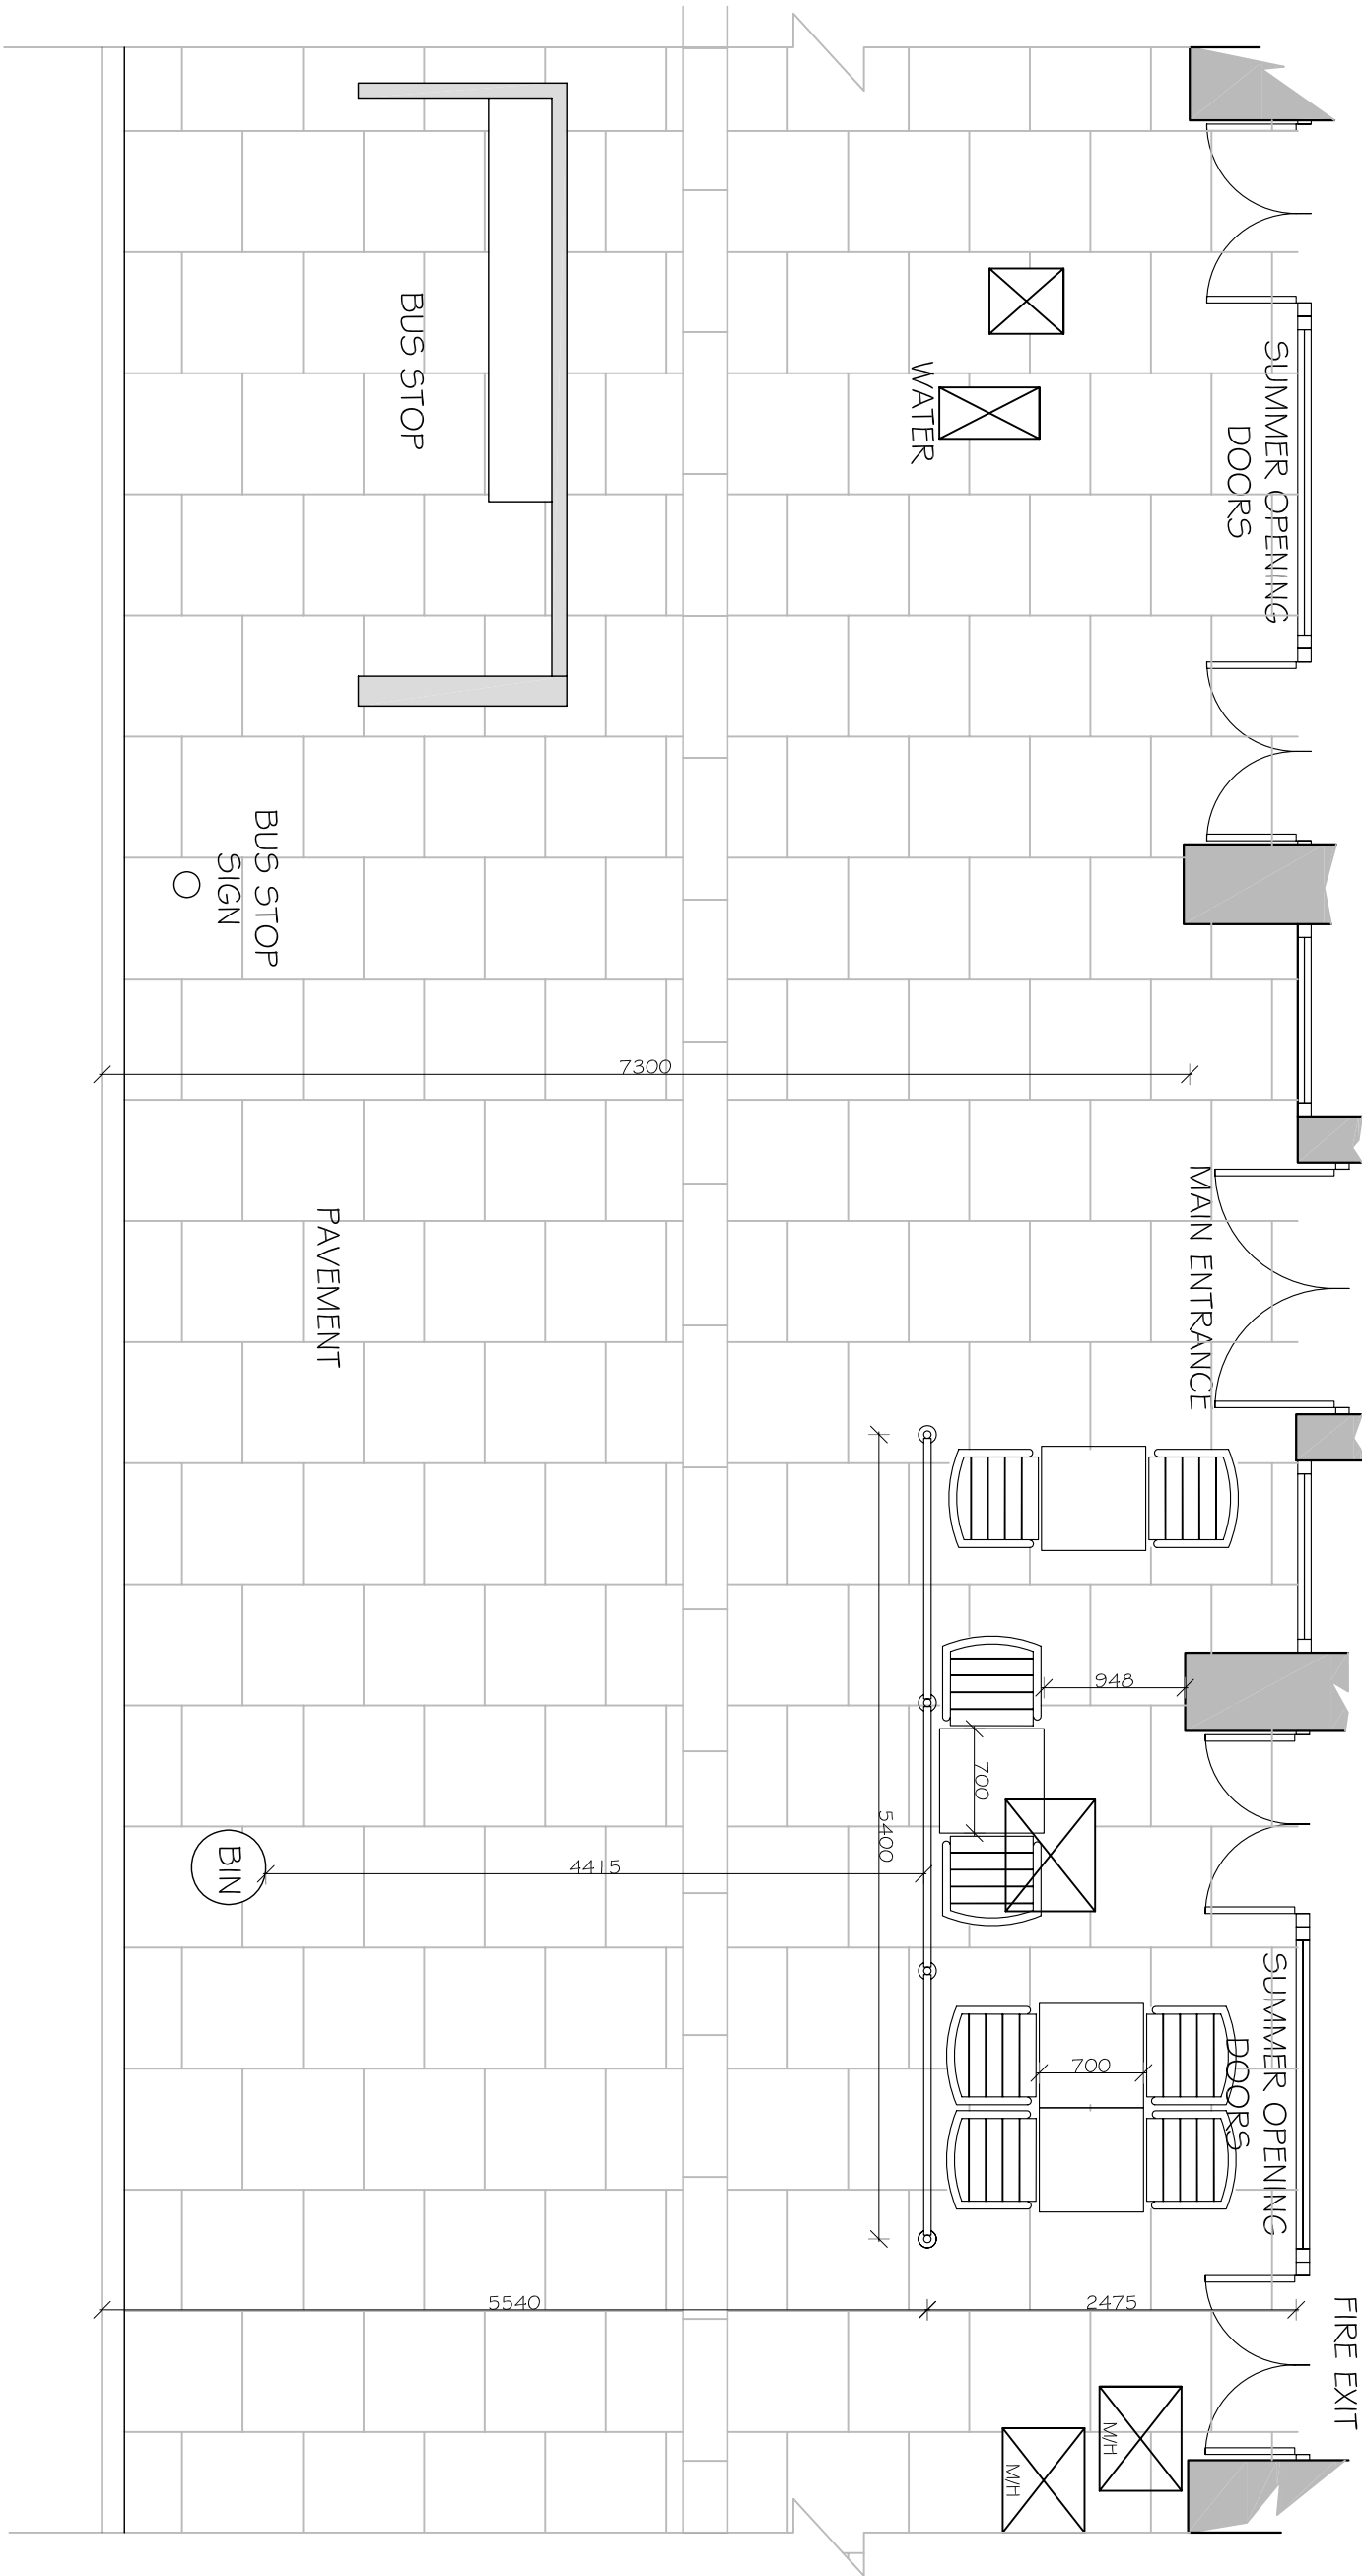 SUMMER OPENING
DOORS
WATER
BUS STOP
BUS STOP
SIGN
7300
MAIN ENTRANCE
PAVEMENT
948
700
5400
4415
BIN
SUMMER OPENING
DOORS
700
5540
2475
FIRE EXIT
M/H
M/H